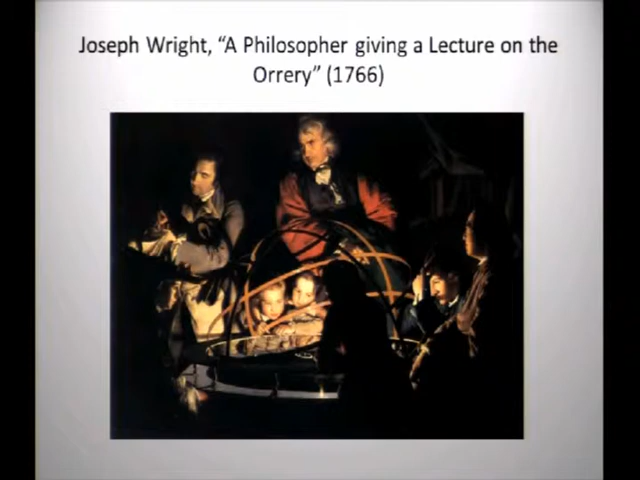 Joseph Wright, “A Philosopher giving a Lecture on the
Orrery” (1766)